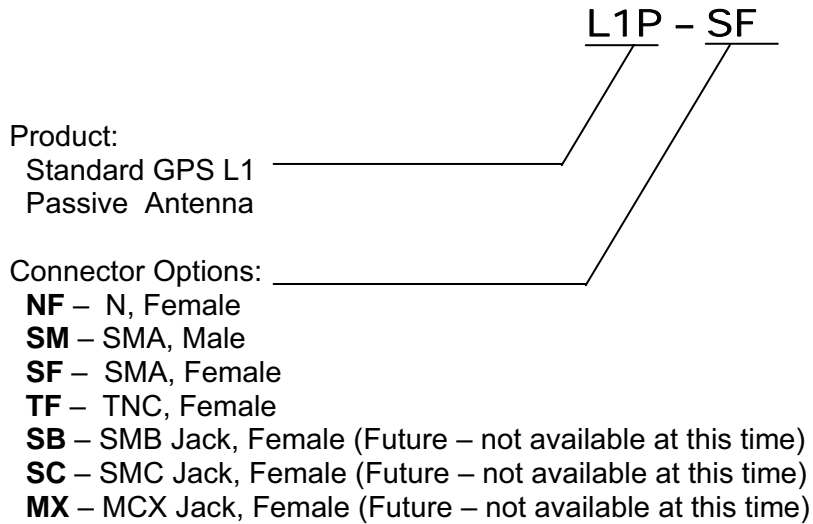 L1P – SF
Product:
Standard GPS L1
Passive Antenna
Connector Options:
NF – N, Female
SM – SMA, Male
SF – SMA, Female
TF – TNC, Female
SB – SMB Jack, Female (Future – not available at this time)
SC – SMC Jack, Female (Future – not available at this time)
MX – MCX Jack, Female (Future – not available at this time)